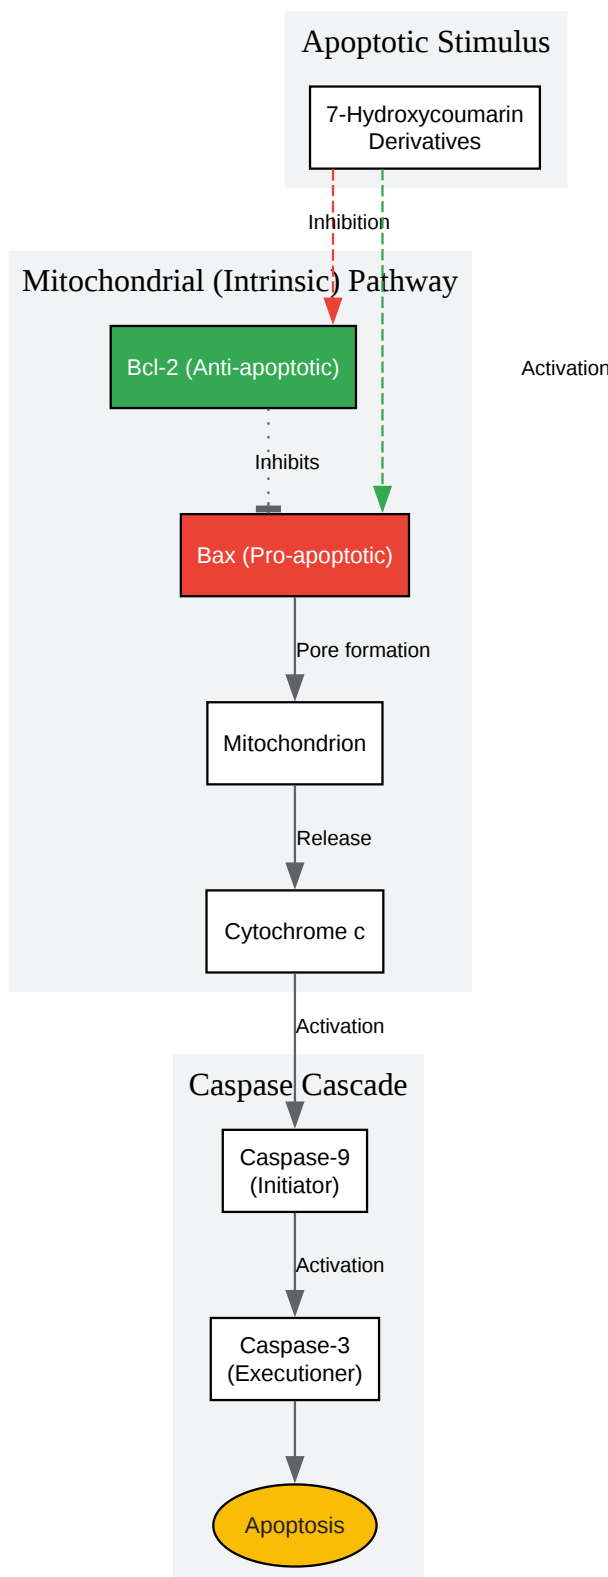 Apoptotic Stimulus
7-Hydroxycoumarin
Derivatives
Inhibition
Mitochondrial (Intrinsic) Pathway
Bcl-2 (Anti-apoptotic)
Activation
Inhibits
Bax (Pro-apoptotic)
Pore formation
Mitochondrion
Release
Cytochrome c
Activation
Caspase Cascade
Caspase-9
(Initiator)
Activation
Caspase-3
(Executioner)
Apoptosis